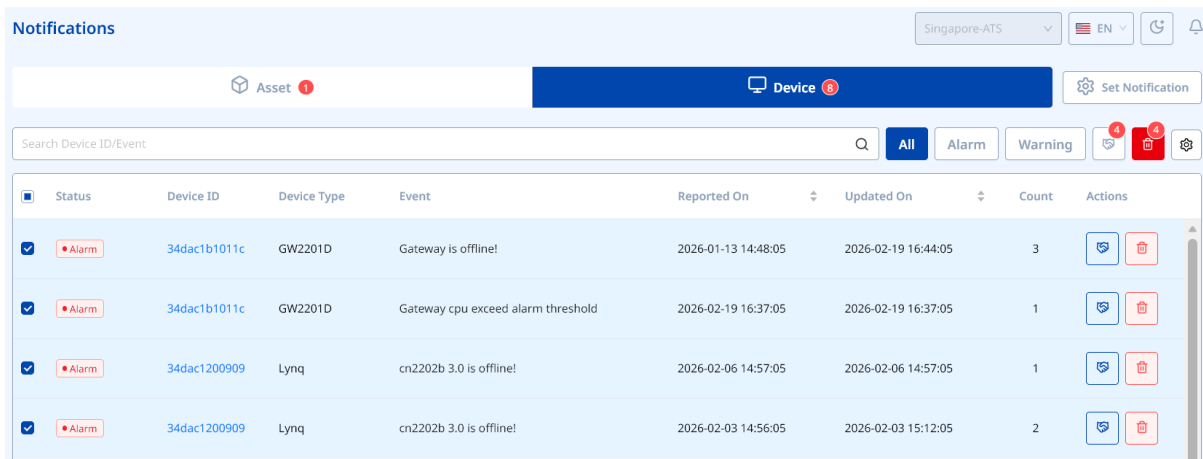 Notifications
Singapore-ATS
EN
Asset 1
Device 8
Set Notification
Search Device ID/Event
All
Alarm
Warning
4
4
Status Device ID Device Type Event Reported On Updated On Count Actions
Alarm 34dac1b1011c GW2201D Gateway is offline! 2026-01-13 14:48:05 2026-02-19 16:44:05 3
Alarm 34dac1b1011c GW2201D Gateway cpu exceed alarm threshold 2026-02-19 16:37:05 2026-02-19 16:37:05 1
Alarm 34dac1200909 Lynq cn2202b 3.0 is offline! 2026-02-06 14:57:05 2026-02-06 14:57:05 1
Alarm 34dac1200909 Lynq cn2202b 3.0 is offline! 2026-02-03 14:56:05 2026-02-03 15:12:05 2